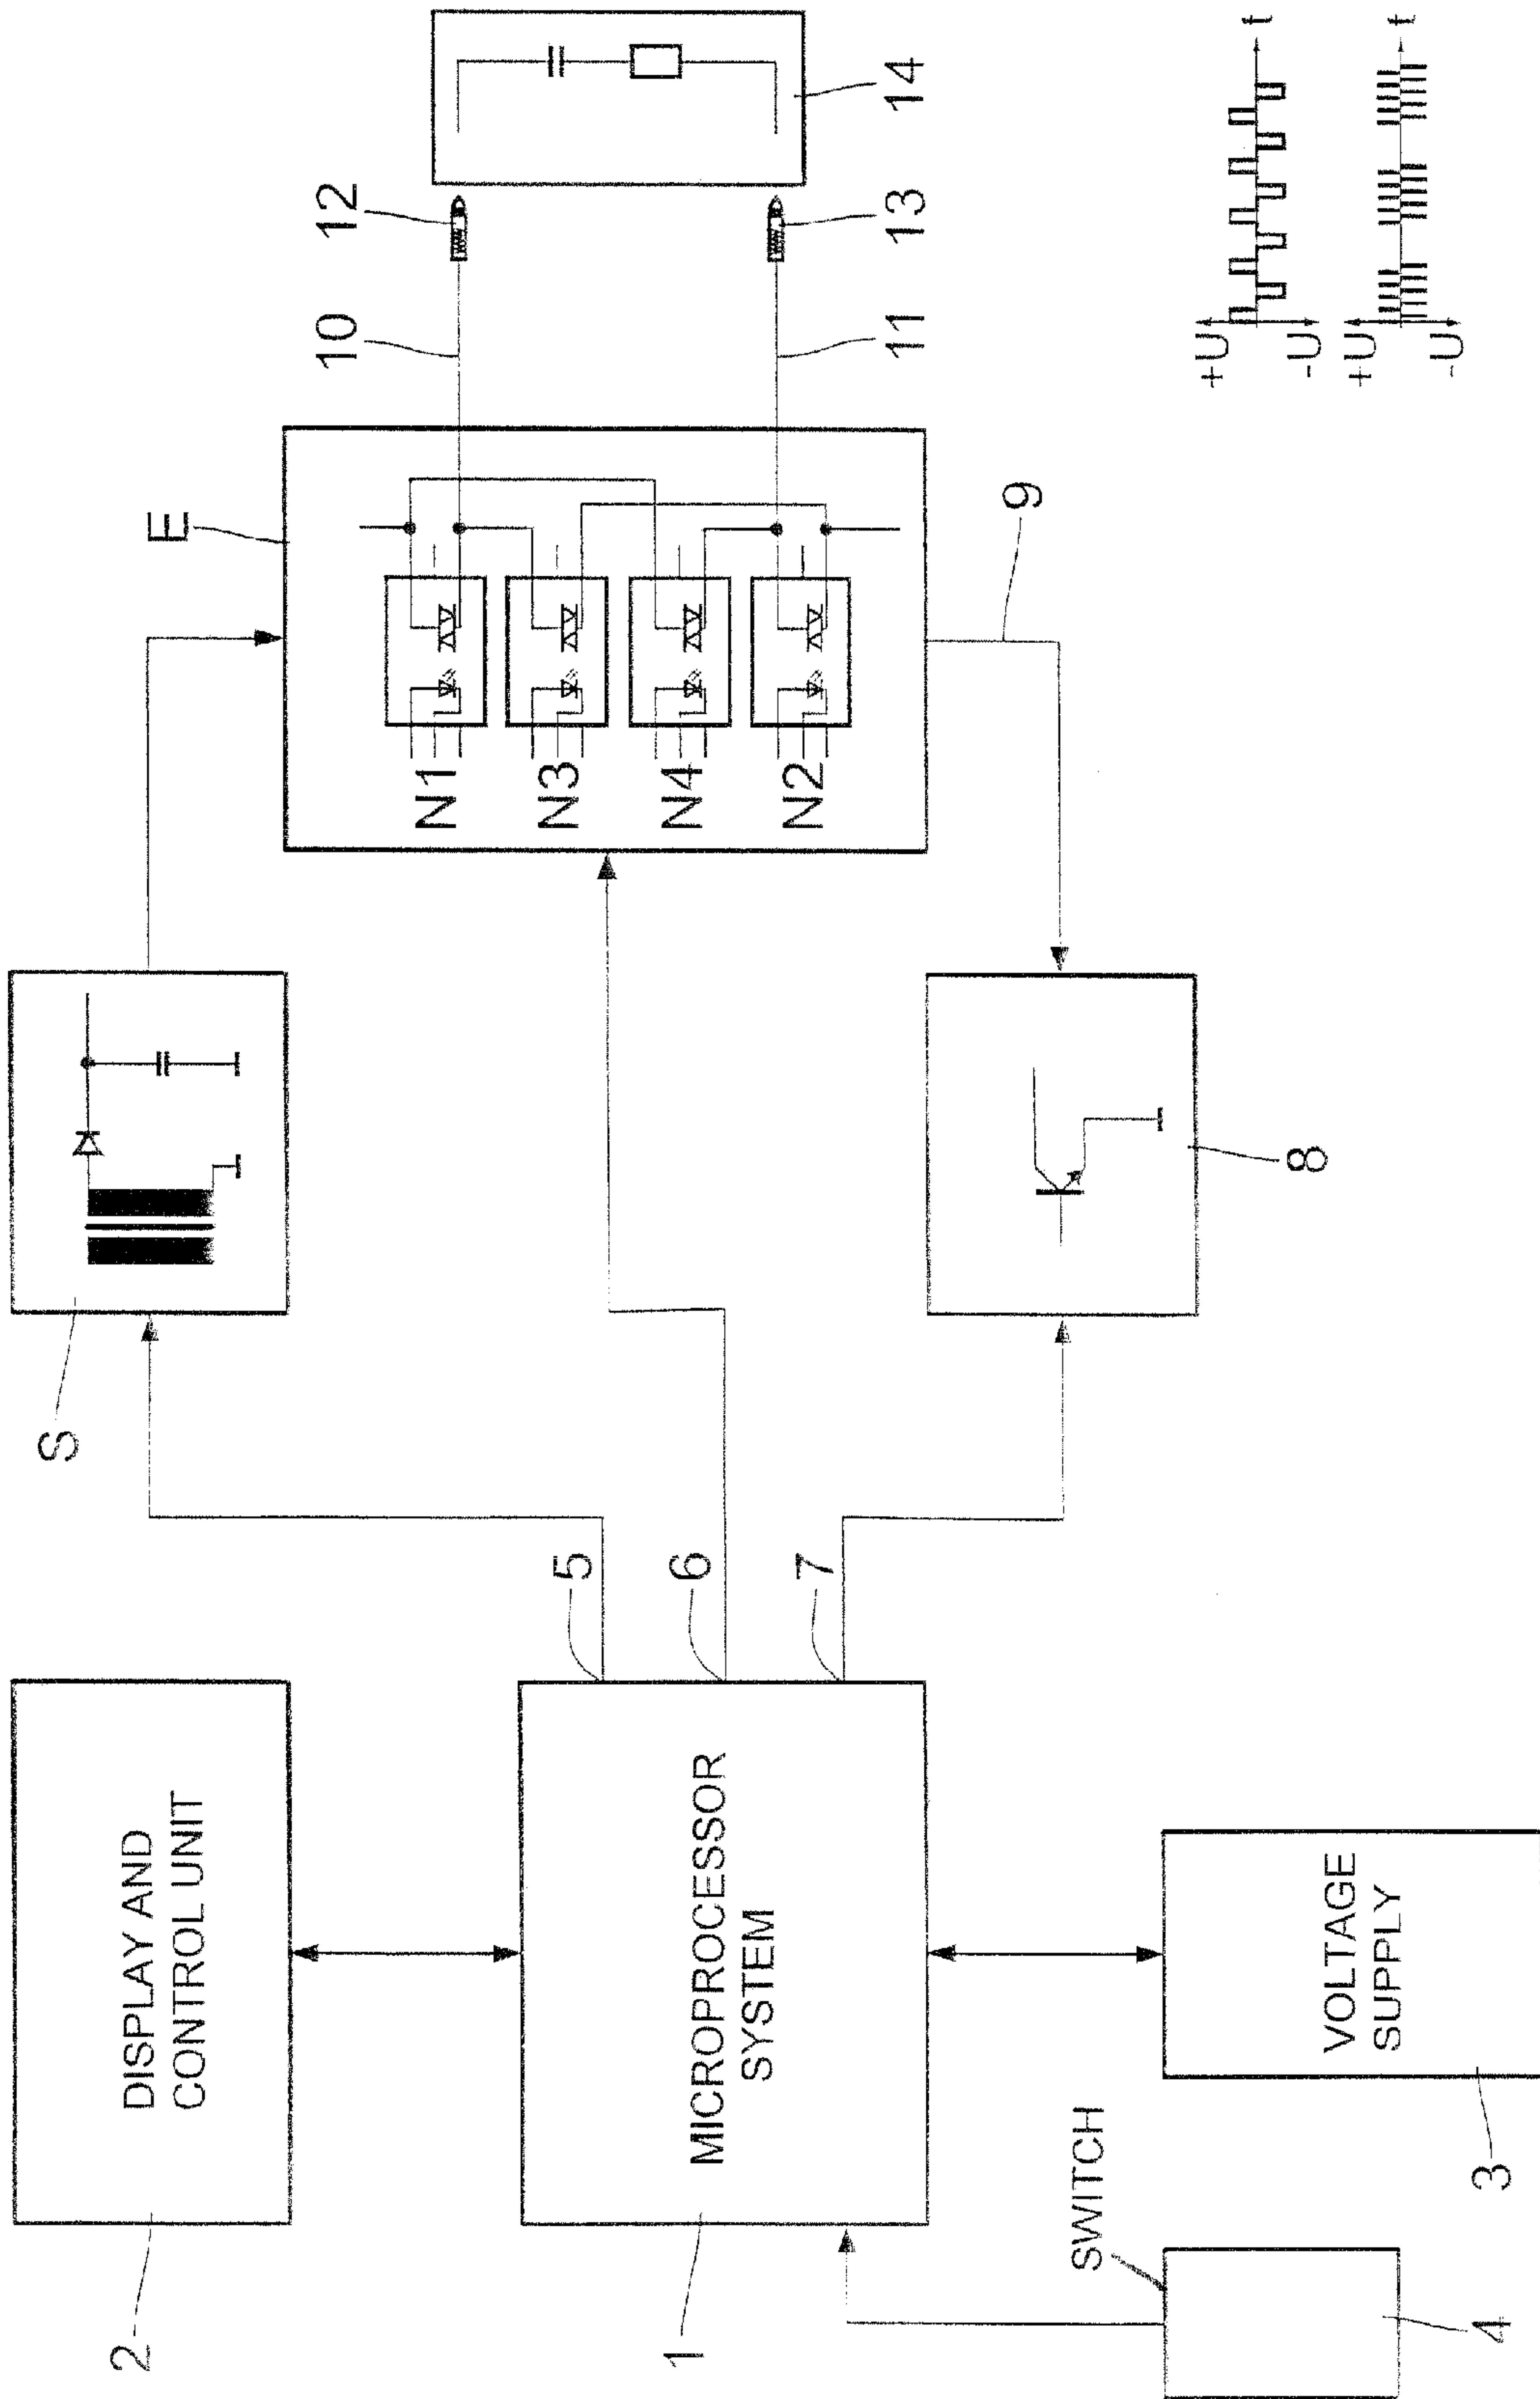 2
DISPLAY AND
CONTROL UNIT
S
E
N1
N3
N4
N2
10
12
11
13
14
1
MICROPROCESSOR
SYSTEM
5
6
7
8
9
SWITCH
4
3
VOLTAGE
SUPPLY
+U
-U
t
+U
-U
t